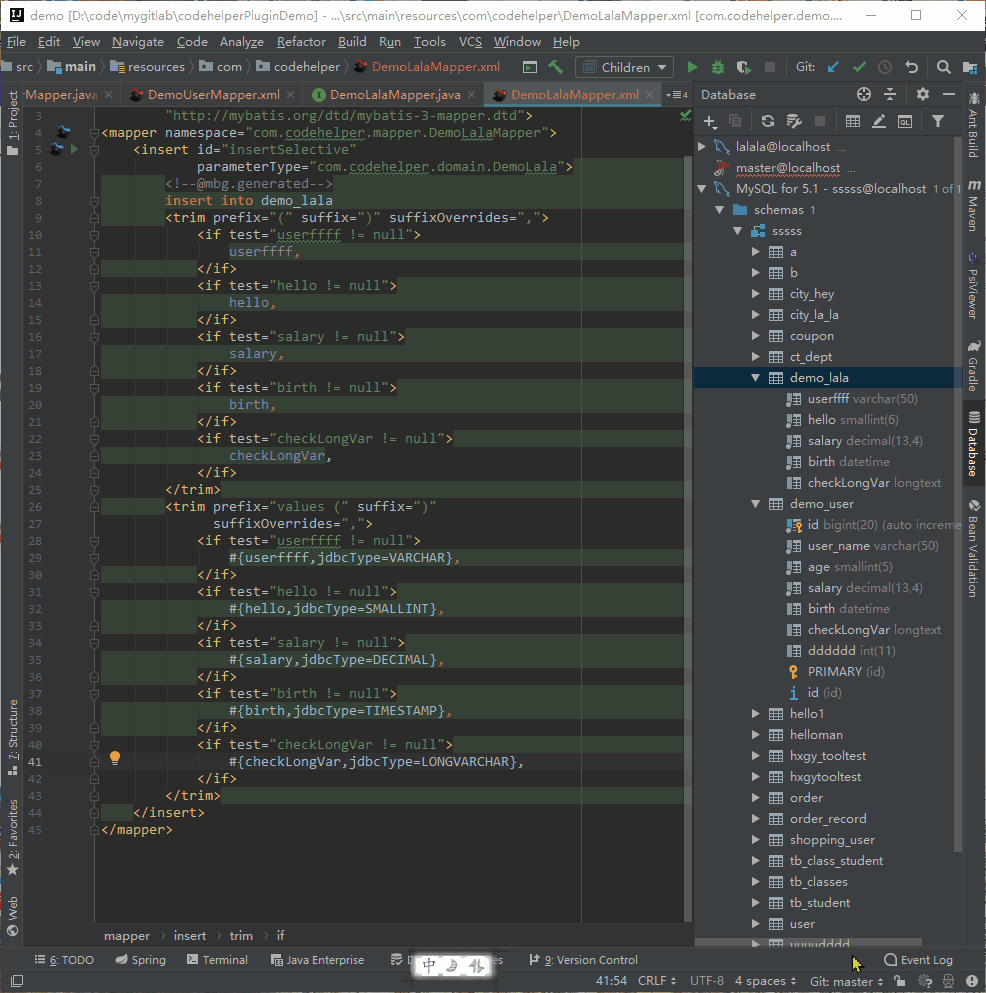 demo [D:\code\mygitlab\codehelperPluginDemo] - ...\src\main\resources\com\codehelper\DemoLalaMapper.xml [com.codehelper.demo....
File Edit View Navigate Code Analyze Refactor Build Run Tools VCS Window Help
src main resources com codehelper DemoLalaMapper.xml Children Git:
Mapper.java DemoUserMapper.xml DemoLalaMapper.java DemoLalaMapper.xml 4
1: Project
3 "http://mybatis.org/dtd/mybatis-3-mapper.dtd">
4 <mapper namespace="com.codehelper.mapper.DemoLalaMapper">
5 <insert id="insertSelective"
6 parameterType="com.codehelper.domain.DemoLala">
7 <!--@mbg.generated-->
8 insert into demo_lala
9 <trim prefix="(" suffix=")" suffixOverrides=",">
10 <if test="userffff != null">
11 userffff,
12 </if>
13 <if test="hello != null">
14 hello,
15 </if>
16 <if test="salary != null">
17 salary,
18 </if>
19 <if test="birth != null">
20 birth,
21 </if>
22 <if test="checkLongVar != null">
23 checkLongVar,
24 </if>
25 </trim>
26 <trim prefix="values (" suffix=")"
27 suffixOverrides=",">
28 <if test="userffff != null">
29 #{userffff,jdbcType=VARCHAR},
30 </if>
31 <if test="hello != null">
32 #{hello,jdbcType=SMALLINT},
33 </if>
34 <if test="salary != null">
35 #{salary,jdbcType=DECIMAL},
36 </if>
37 <if test="birth != null">
38 #{birth,jdbcType=TIMESTAMP},
39 </if>
40 <if test="checkLongVar != null">
41 #{checkLongVar,jdbcType=LONGVARCHAR},
42 </if>
43 </trim>
44 </insert>
45 </mapper>
Database
lalala@localhost ...
master@localhost ...
MySQL for 5.1 - sssss@localhost 1 of 1
schemas 1
sssss
a
b
city_hey
city_la_la
coupon
ct_dept
demo_lala
userffff varchar(50)
hello smallint(6)
salary decimal(13,4)
birth datetime
checkLongVar longtext
demo_user
id bigint(20) (auto increme
user_name varchar(50)
age smallint(5)
salary decimal(13,4)
birth datetime
checkLongVar longtext
dddddd int(11)
PRIMARY (id)
id (id)
hello1
helloman
hxgy_tooltest
hxgytooltest
order
order_record
shopping_user
tb_class_student
tb_classes
tb_student
user
uuuudddd
Ant Build
Maven
PsiViewer
Gradle
Database
Bean Validation
7: Structure
2: Favorites
Web
mapper insert trim if
6: TODO Spring Terminal Java Enterprise 9: Version Control Event Log
中
41:54 CRLF UTF-8 4 spaces Git: master